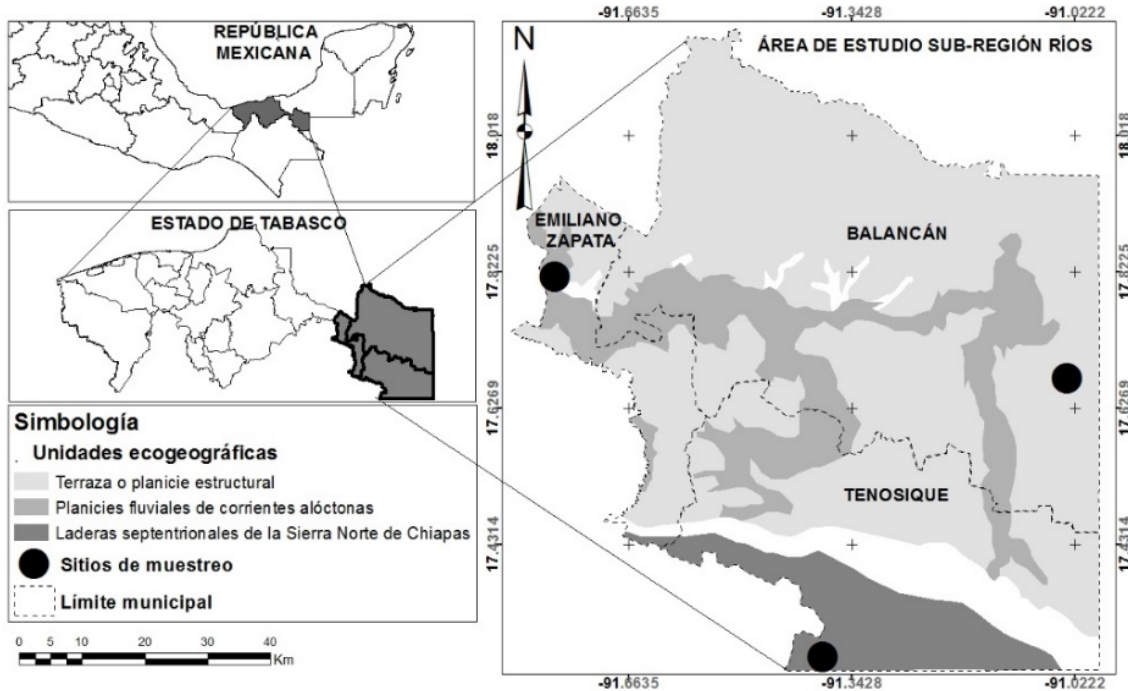 REPÚBLICA
MEXICANA
ESTADO DE TABASCO
Simbología
. Unidades ecogeográficas
Terraza o planicie estructural
Planicies fluviales de corrientes alóctonas
Laderas septentrionales de la Sierra Norte de Chiapas
Sitios de muestreo
Límite municipal
0 5 10 20 30 40
Km
-91.6635 -91.3428 -91.0222
N
ÁREA DE ESTUDIO SUB-REGIÓN RÍOS
18.018 18.018
EMILIANO
ZAPATA
BALANCÁN
17.8225 17.8225
17.6269 17.6269
TENOSIQUE
17.4314 17.4314
-91.6635 -91.3428 -91.0222